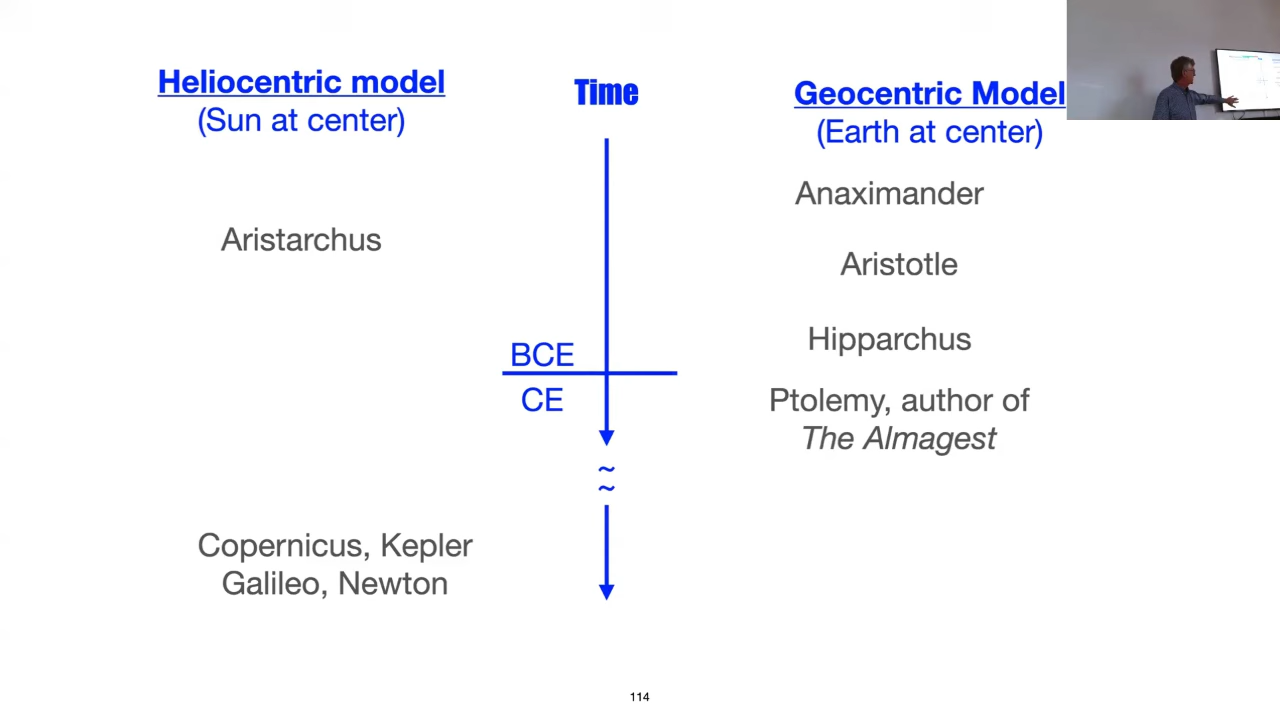 Heliocentric model
(Sun at center)
Time
Geocentric Model
(Earth at center)
Anaximander
Aristarchus
Aristotle
Hipparchus
BCE
CE
Ptolemy, author of
The Almagest
~
~
Copernicus, Kepler
Galileo, Newton
114